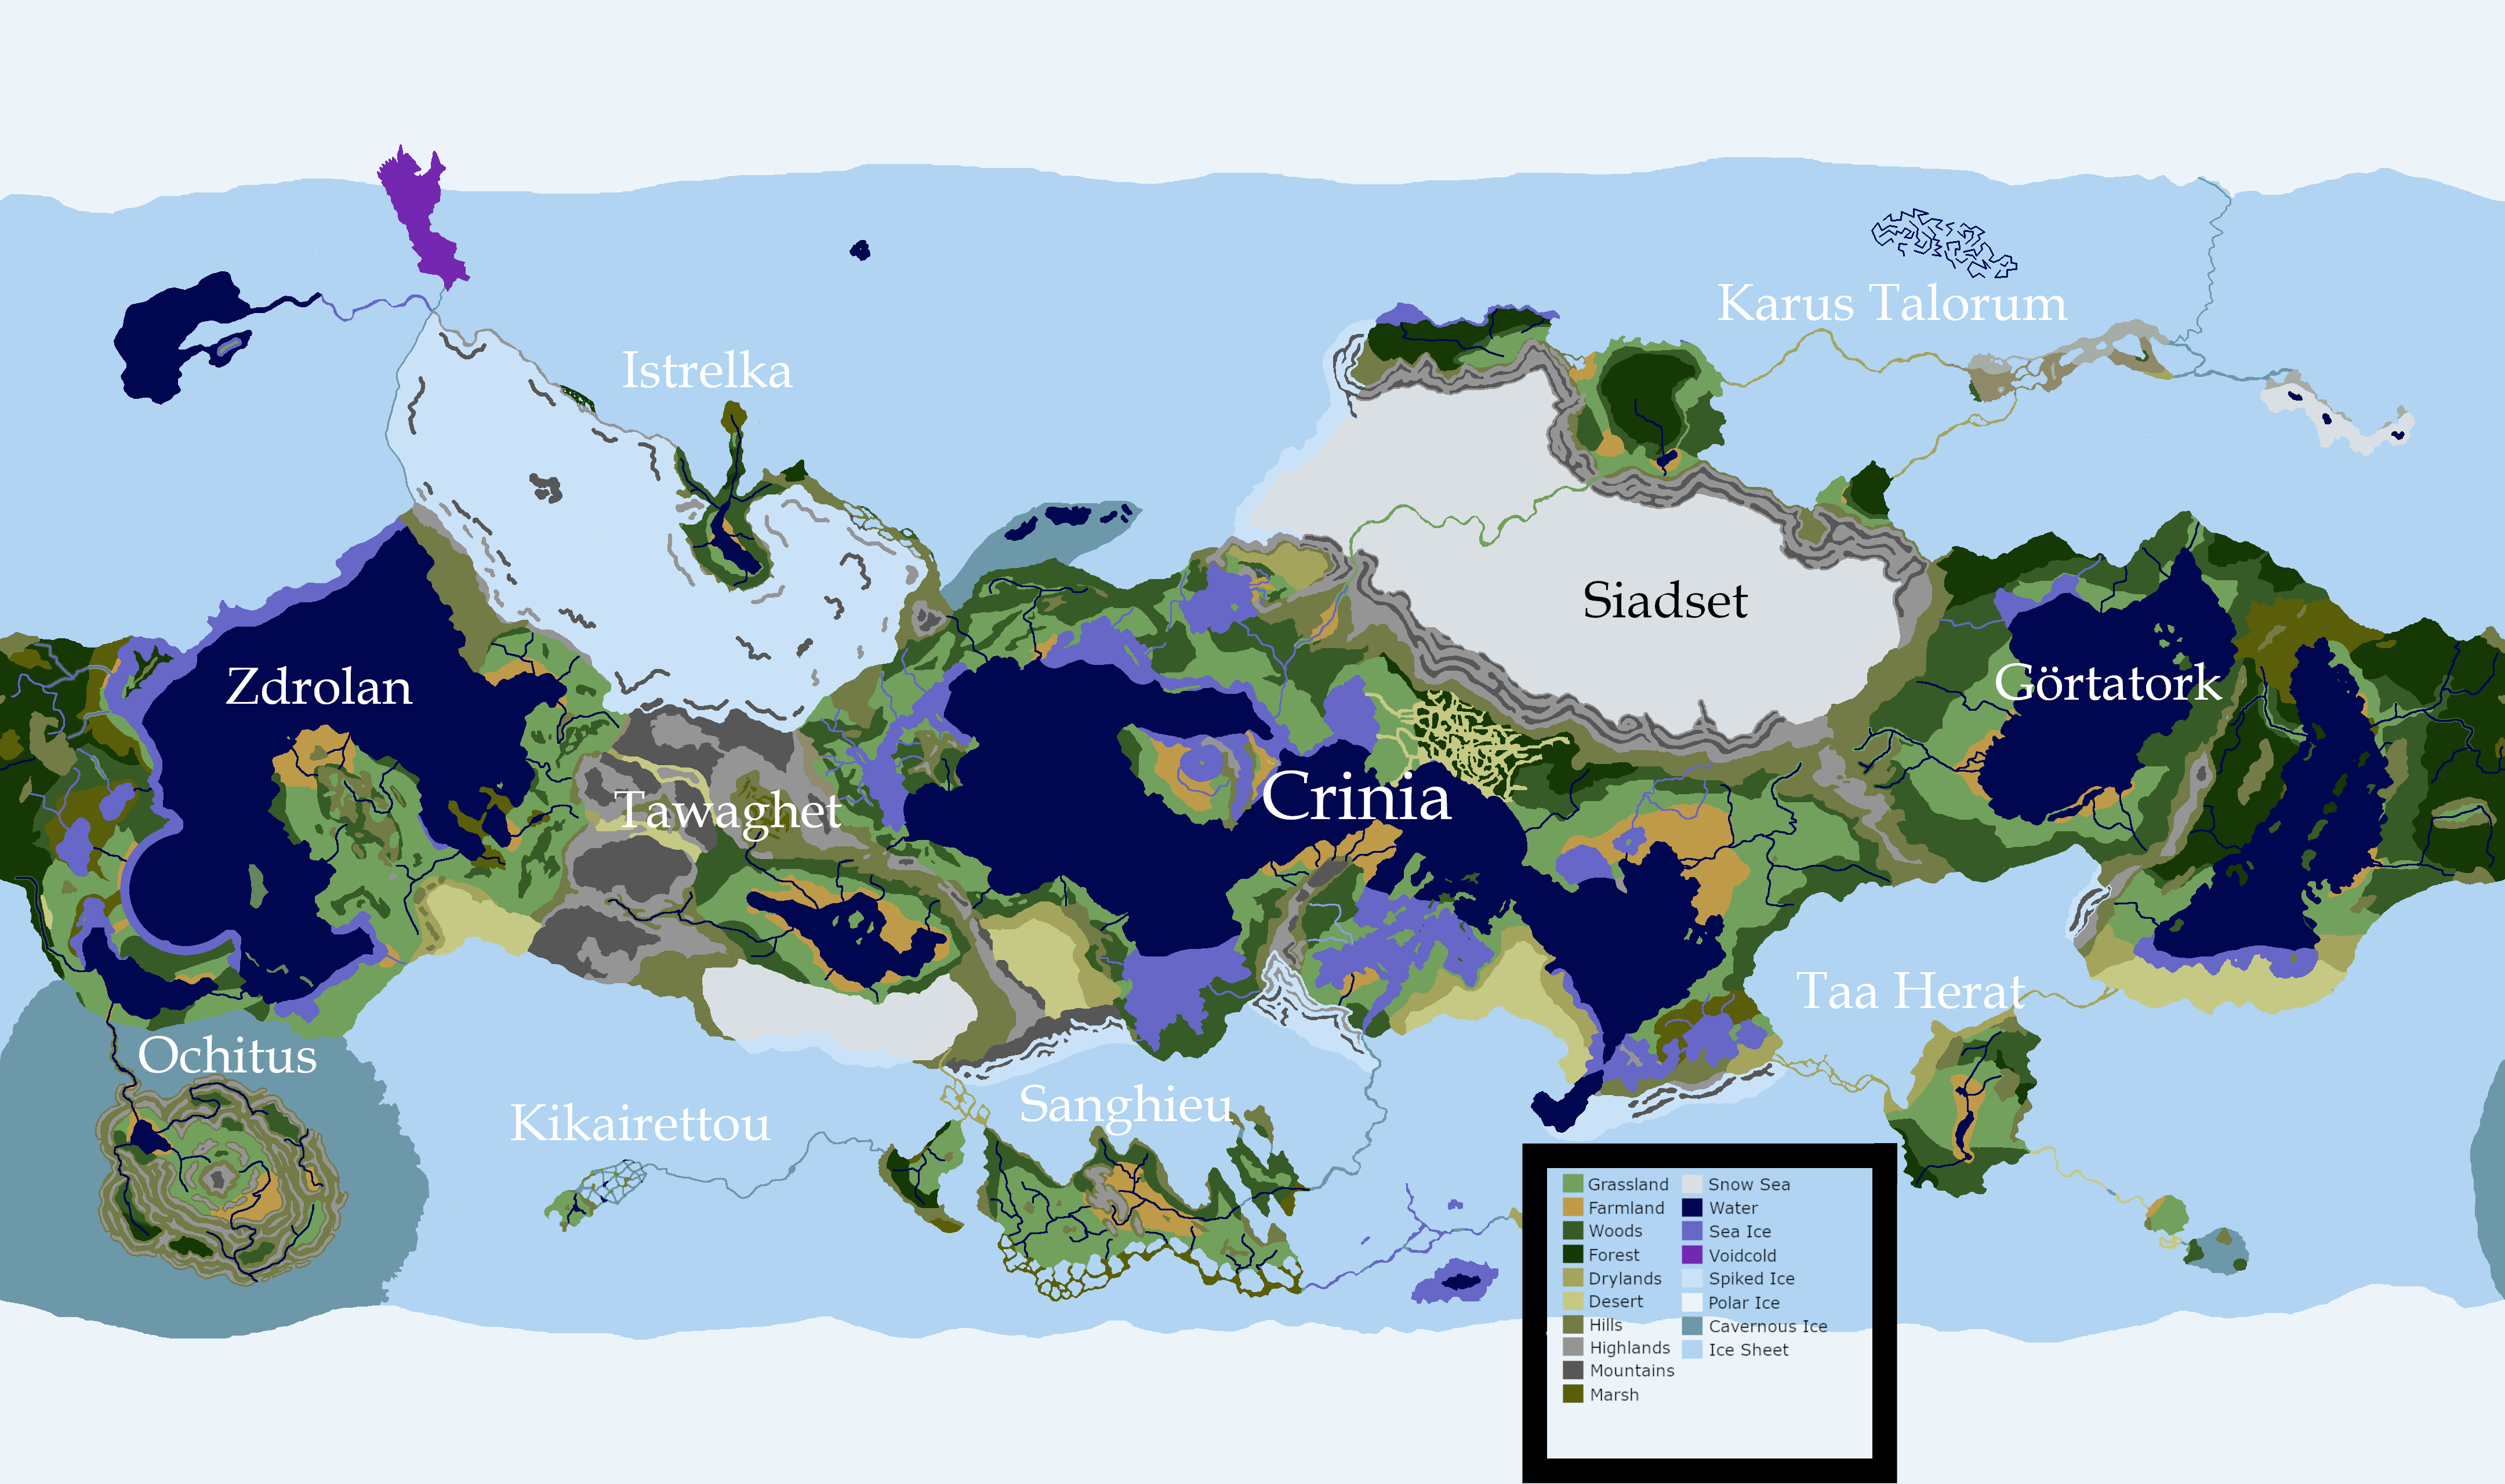 Karus Talorum
Istrelka
Siadset
Zdrolan
Görtatork
Tawaghet
Crinia
Taa Herat
Ochitus
Kikairettou
Sanghieu
Grassland
Farmland
Woods
Forest
Drylands
Desert
Hills
Highlands
Mountains
Marsh
Snow Sea
Water
Sea Ice
Voidcold
Spiked Ice
Polar Ice
Cavernous Ice
Ice Sheet